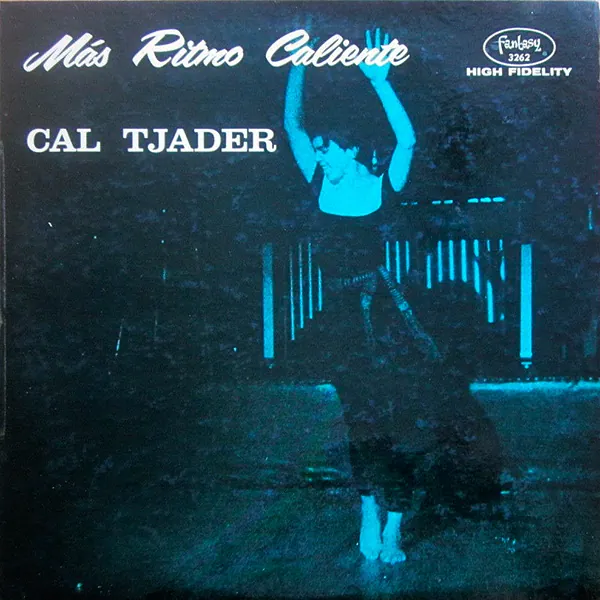 Más Ritmo Caliente
Fantasy
3262
HIGH FIDELITY
CAL TJADER